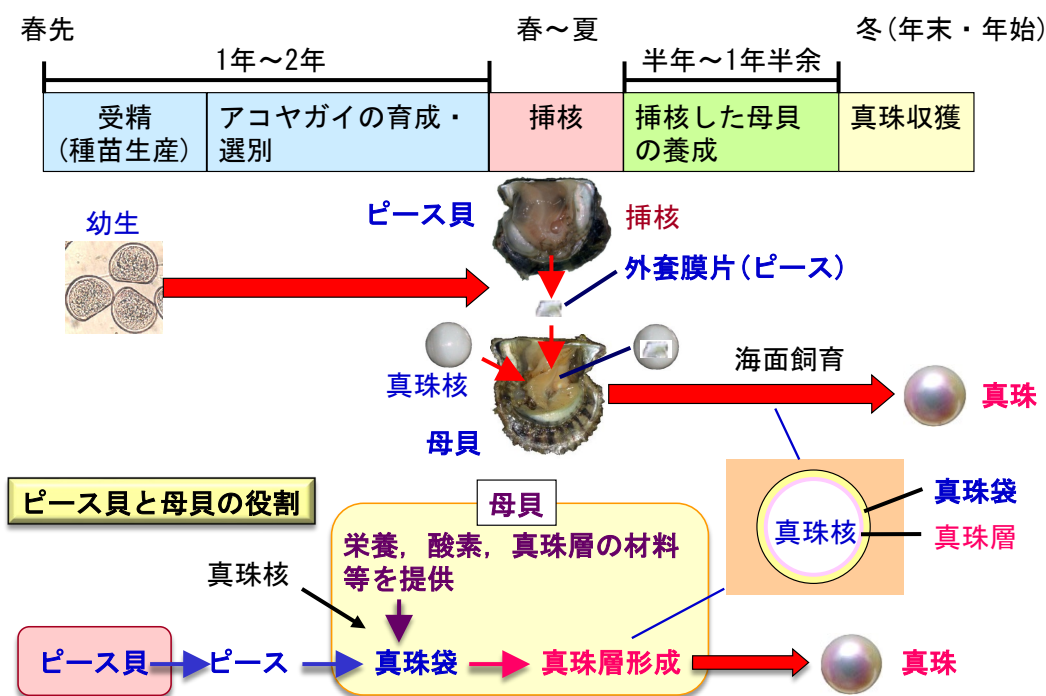 春先
春～夏
冬(年末・年始)
1年～2年
半年～1年半余
受精
(種苗生産)
アコヤガイの育成・
選別
挿核
挿核した母貝
の養成
真珠収獲
ピース貝
挿核
幼生
外套膜片(ピース)
真珠核
海面飼育
真珠
母貝
ピース貝と母貝の役割
母貝
真珠袋
真珠核
真珠層
栄養，酸素，真珠層の材料
等を提供
真珠核
ピース貝
ピース
真珠袋
真珠層形成
真珠